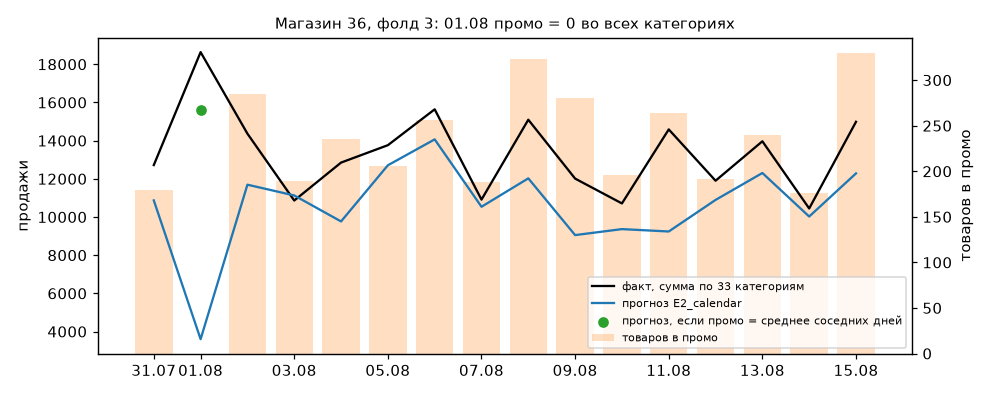 Магазин 36, фолд 3: 01.08 промо = 0 во всех категориях
продажи
18000
16000
14000
12000
10000
8000
6000
4000
300
250
200
150
100
50
0
товаров в промо
факт, сумма по 33 категориям
прогноз E2_calendar
прогноз, если промо = среднее соседних дней
товаров в промо
31.07 01.08 03.08 05.08 07.08 09.08 11.08 13.08 15.08